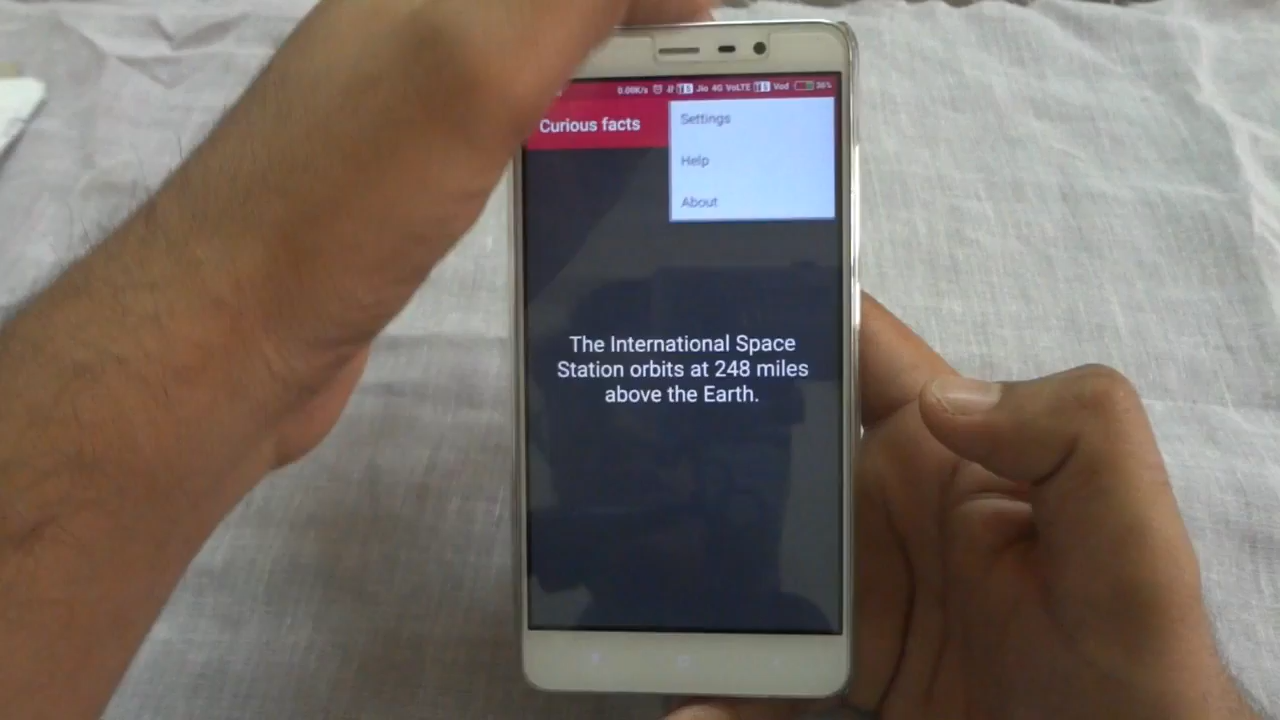 0.00K/s Jio 4G VoLTE Vod 36%
Curious facts
Settings
Help
About
The International Space
Station orbits at 248 miles
above the Earth.